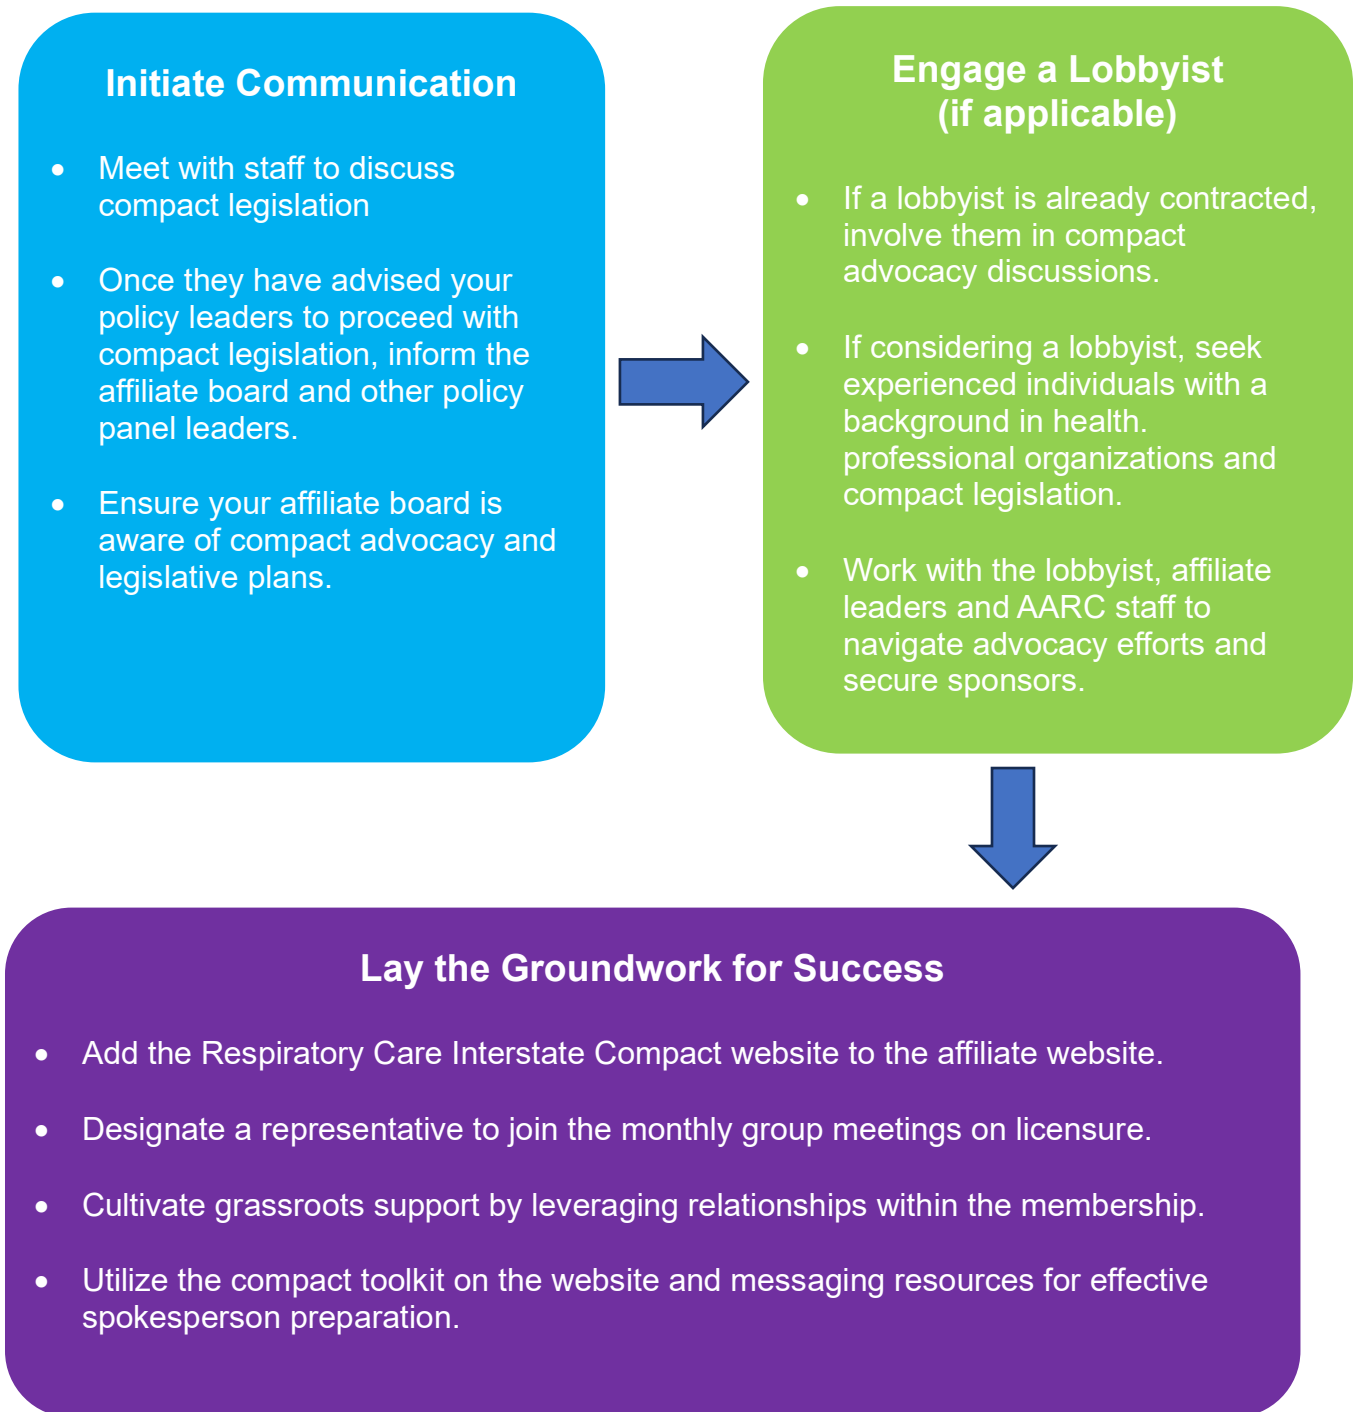 Initiate Communication
• Meet with staff to discuss
compact legislation
• Once they have advised your
policy leaders to proceed with
compact legislation, inform the
affiliate board and other policy
panel leaders.
• Ensure your affiliate board is
aware of compact advocacy and
legislative plans.
Engage a Lobbyist
(if applicable)
• If a lobbyist is already contracted,
involve them in compact
advocacy discussions.
• If considering a lobbyist, seek
experienced individuals with a
background in health.
professional organizations and
compact legislation.
• Work with the lobbyist, affiliate
leaders and AARC staff to
navigate advocacy efforts and
secure sponsors.
Lay the Groundwork for Success
• Add the Respiratory Care Interstate Compact website to the affiliate website.
• Designate a representative to join the monthly group meetings on licensure.
• Cultivate grassroots support by leveraging relationships within the membership.
• Utilize the compact toolkit on the website and messaging resources for effective
spokesperson preparation.